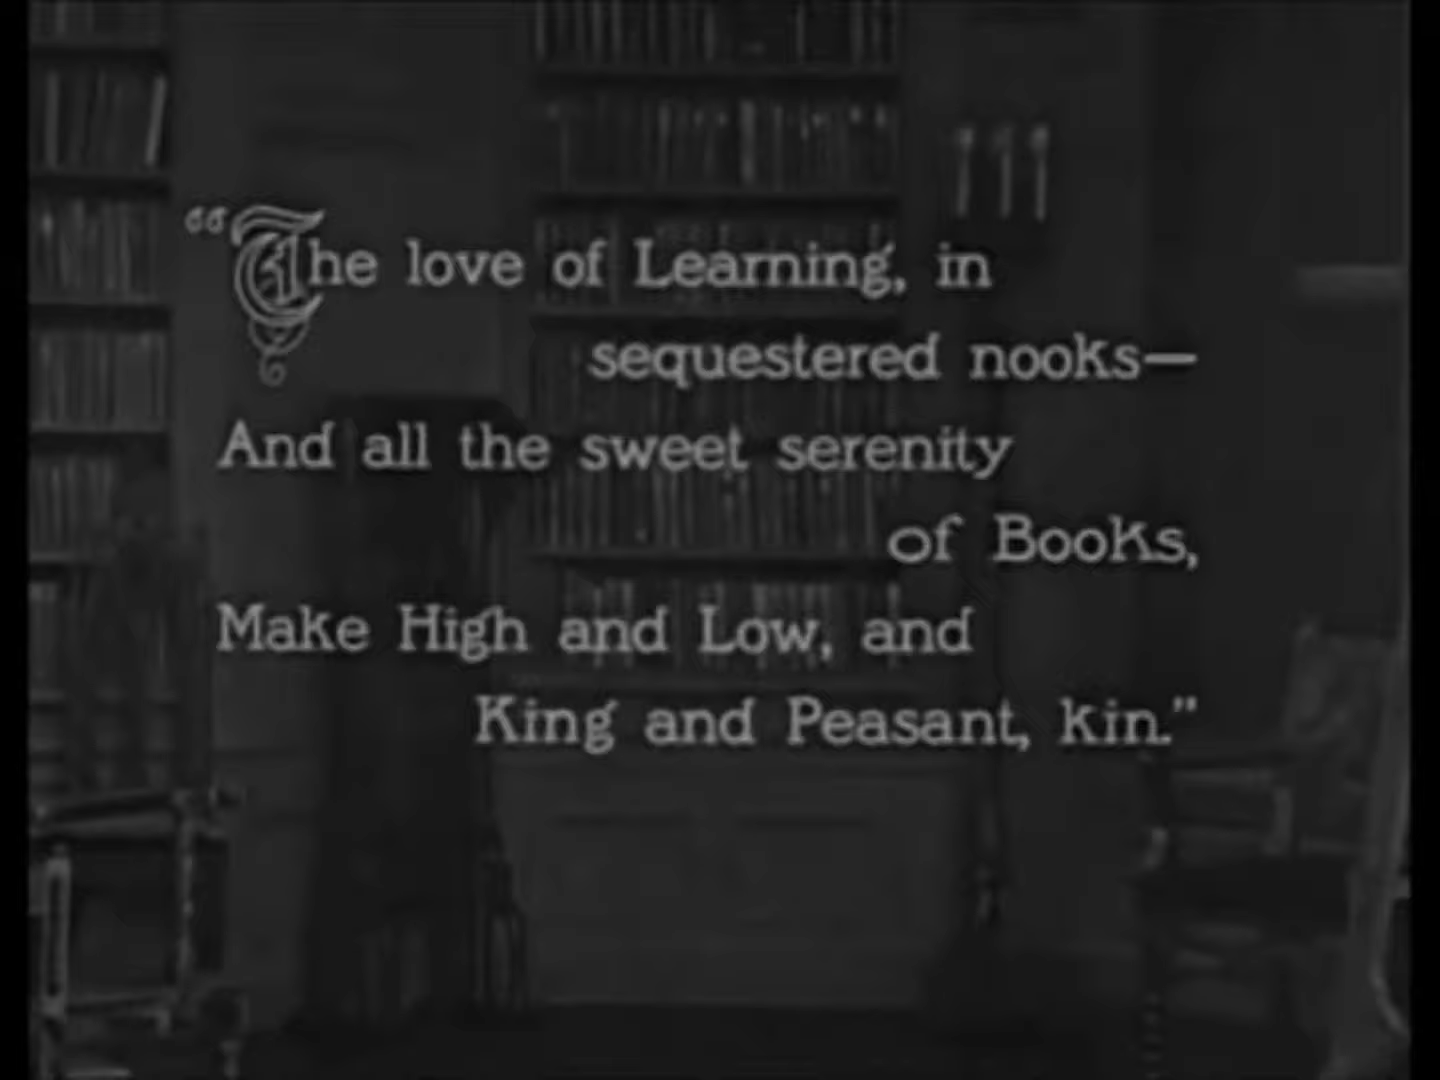 “The love of Learning, in
sequestered nooks—
And all the sweet serenity
of Books,
Make High and Low, and
King and Peasant, kin.”